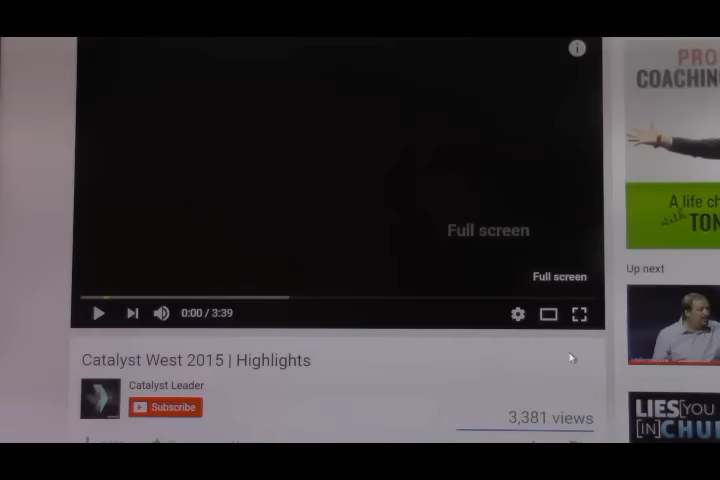 PRO
COACHIN
A life ch
with TON
Full screen
Full screen
0:00 / 3:39
Up next
Catalyst West 2015 | Highlights
Catalyst Leader
Subscribe
3,381 views
LIES [YOU
[IN] CHU